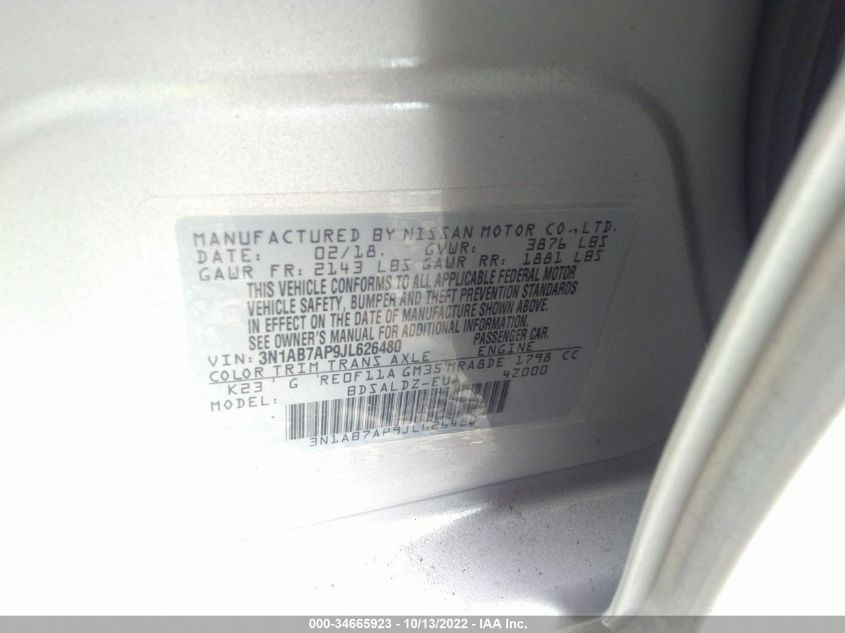 MANUFACTURED BY NISSAN MOTOR CO.,LTD.
DATE: 02/18. GVWR: 3876 LBS
GAWR FR: 2143 LBS GAWR RR: 1881 LBS
THIS VEHICLE CONFORMS TO ALL APPLICABLE FEDERAL MOTOR
VEHICLE SAFETY, BUMPER AND THEFT PREVENTION STANDARDS
IN EFFECT ON THE DATE OF MANUFACTURE SHOWN ABOVE.
SEE OWNER'S MANUAL FOR ADDITIONAL INFORMATION.
VIN: 3N1AB7AP9JL626480 PASSENGER CAR.
COLOR TRIM TRANS AXLE ENGINE
K23 G RE0F11A GM35 MRA8DE 1798 CC
MODEL: BDSALDZ-EUA 4Z000
3N1AB7AP9JL626480
000-34665923 - 10/13/2022 - IAA Inc.